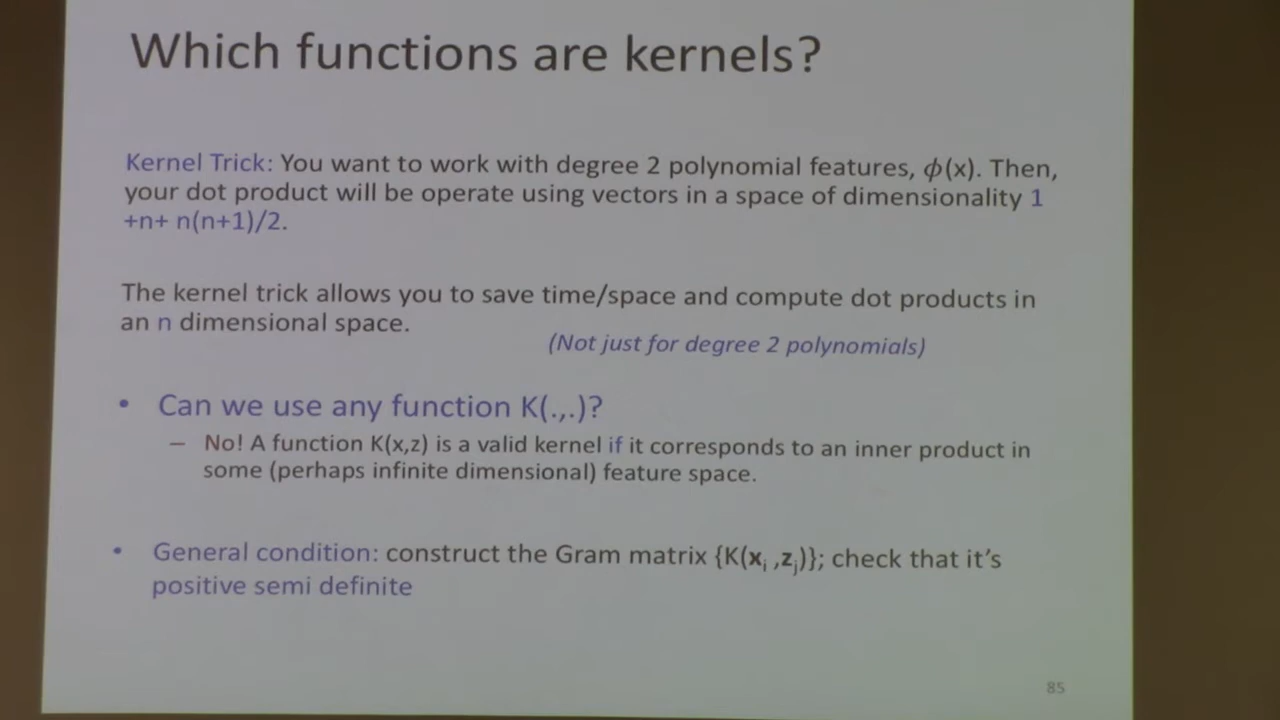 Which functions are kernels?
Kernel Trick: You want to work with degree 2 polynomial features, ϕ(x). Then,
your dot product will be operate using vectors in a space of dimensionality 1
+n+ n(n+1)/2.
The kernel trick allows you to save time/space and compute dot products in
an n dimensional space.
(Not just for degree 2 polynomials)
• Can we use any function K(.,.)?
– No! A function K(x,z) is a valid kernel if it corresponds to an inner product in
some (perhaps infinite dimensional) feature space.
• General condition: construct the Gram matrix {K(xi ,zj)}; check that it's
positive semi definite
85